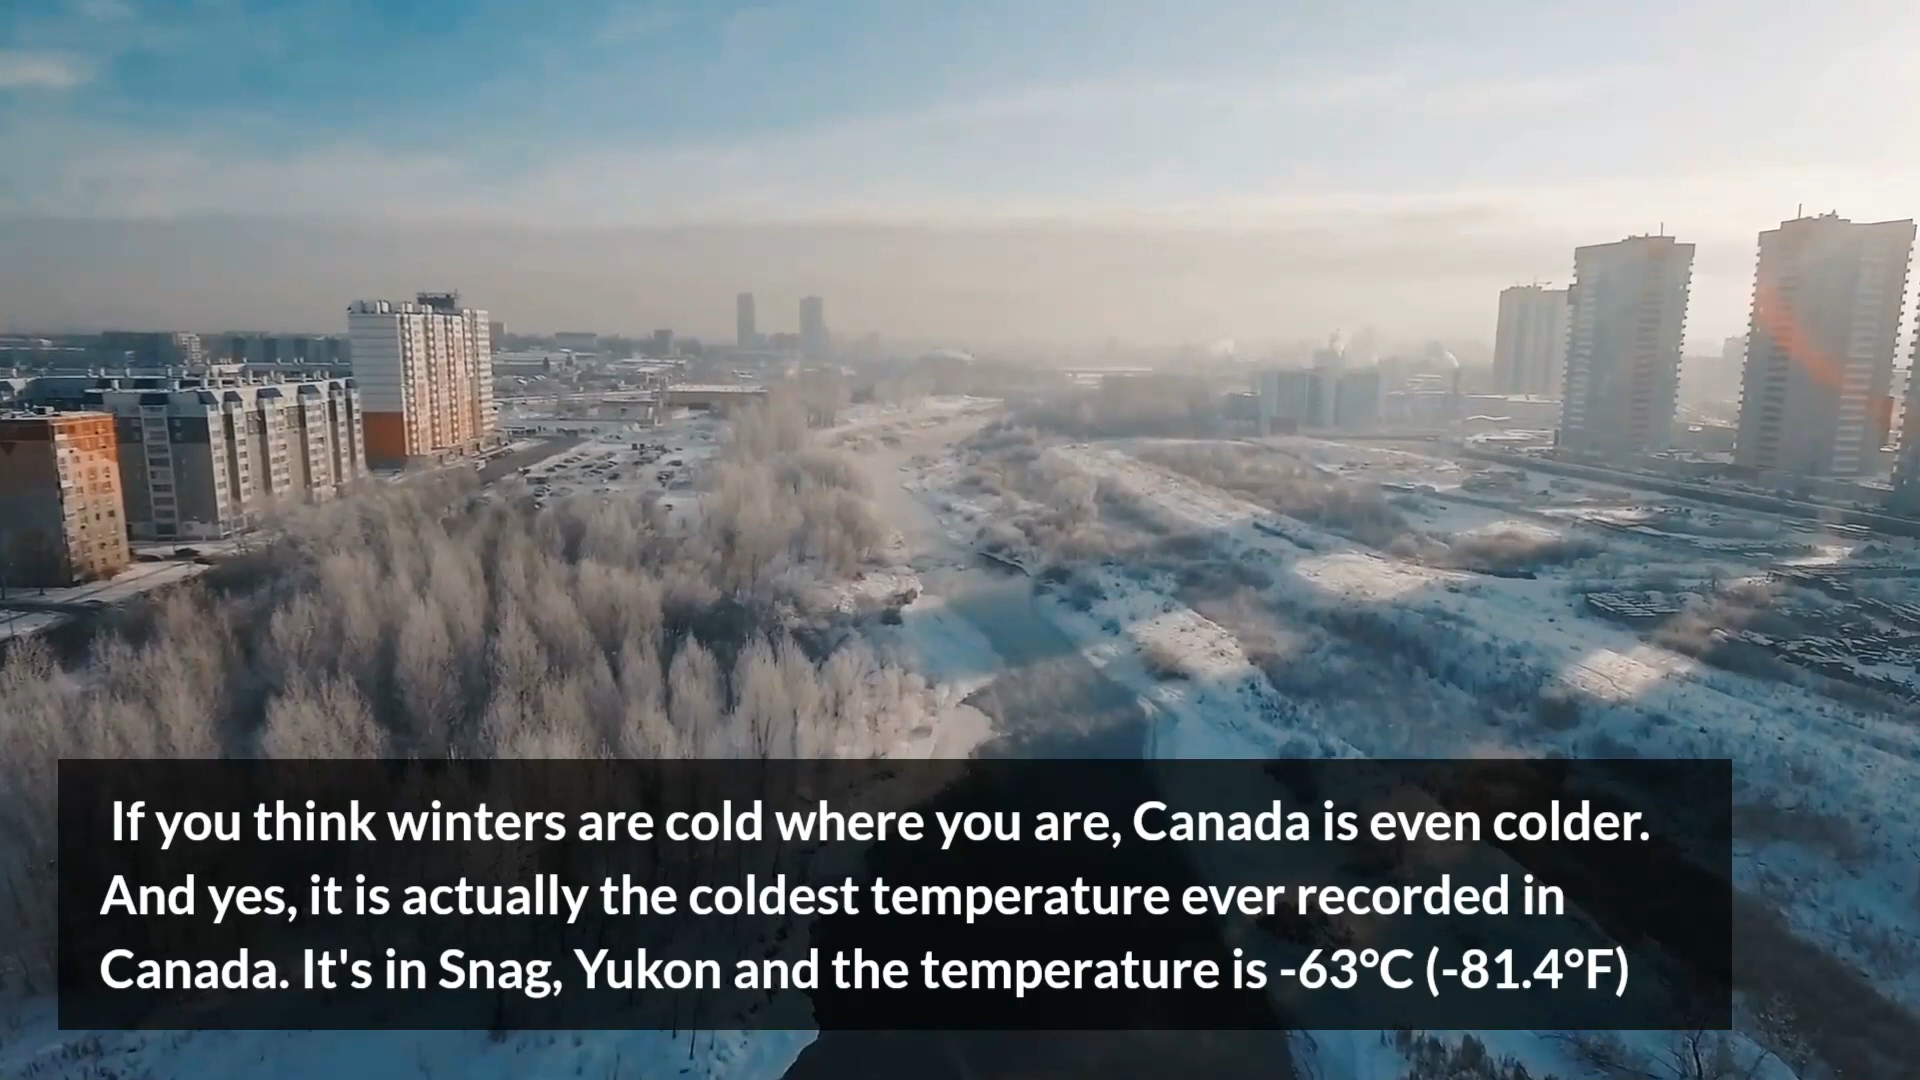 If you think winters are cold where you are, Canada is even colder.
And yes, it is actually the coldest temperature ever recorded in
Canada. It's in Snag, Yukon and the temperature is -63°C (-81.4°F)